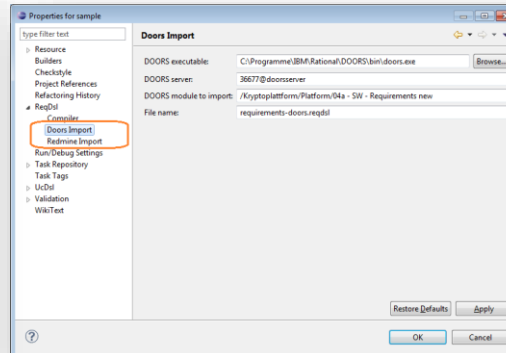 Properties for sample
type filter text
Resource
Builders
Checkstyle
Project References
Refactoring History
ReqDsl
Compiler
Doors Import
Redmine Import
Run/Debug Settings
Task Repository
Task Tags
UcDsl
Validation
WikiText
Doors Import
DOORS executable: C:\Programme\IBM\Rational\DOORS\bin\doors.exe Browse...
DOORS server: 36677@doorsserver
DOORS module to import: /Kryptoplattform/Platform/04a - SW - Requirements new
File name: requirements-doors.reqdsl
Restore Defaults Apply
? OK Cancel